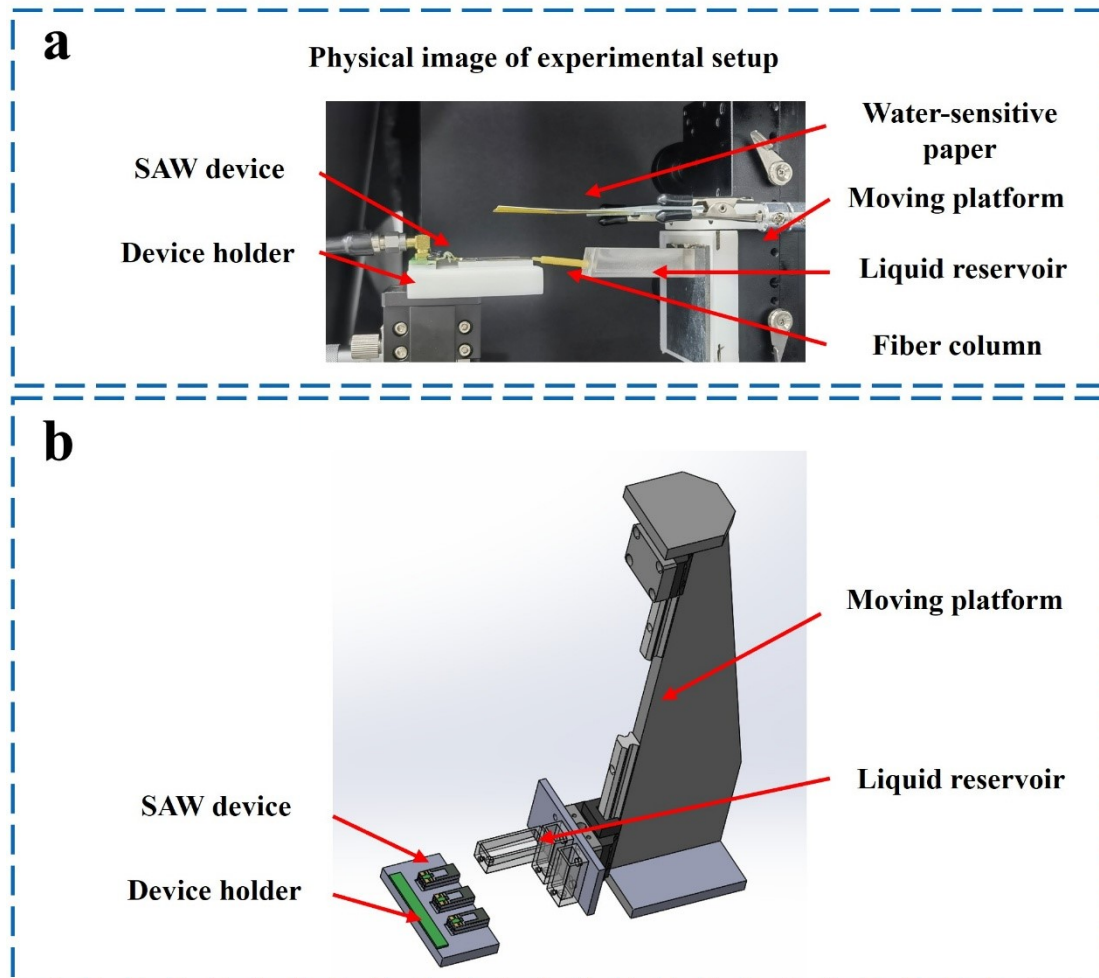 a
Physical image of experimental setup
Water-sensitive
paper
SAW device
Moving platform
Device holder
Liquid reservoir
Fiber column
b
Moving platform
Liquid reservoir
SAW device
Device holder